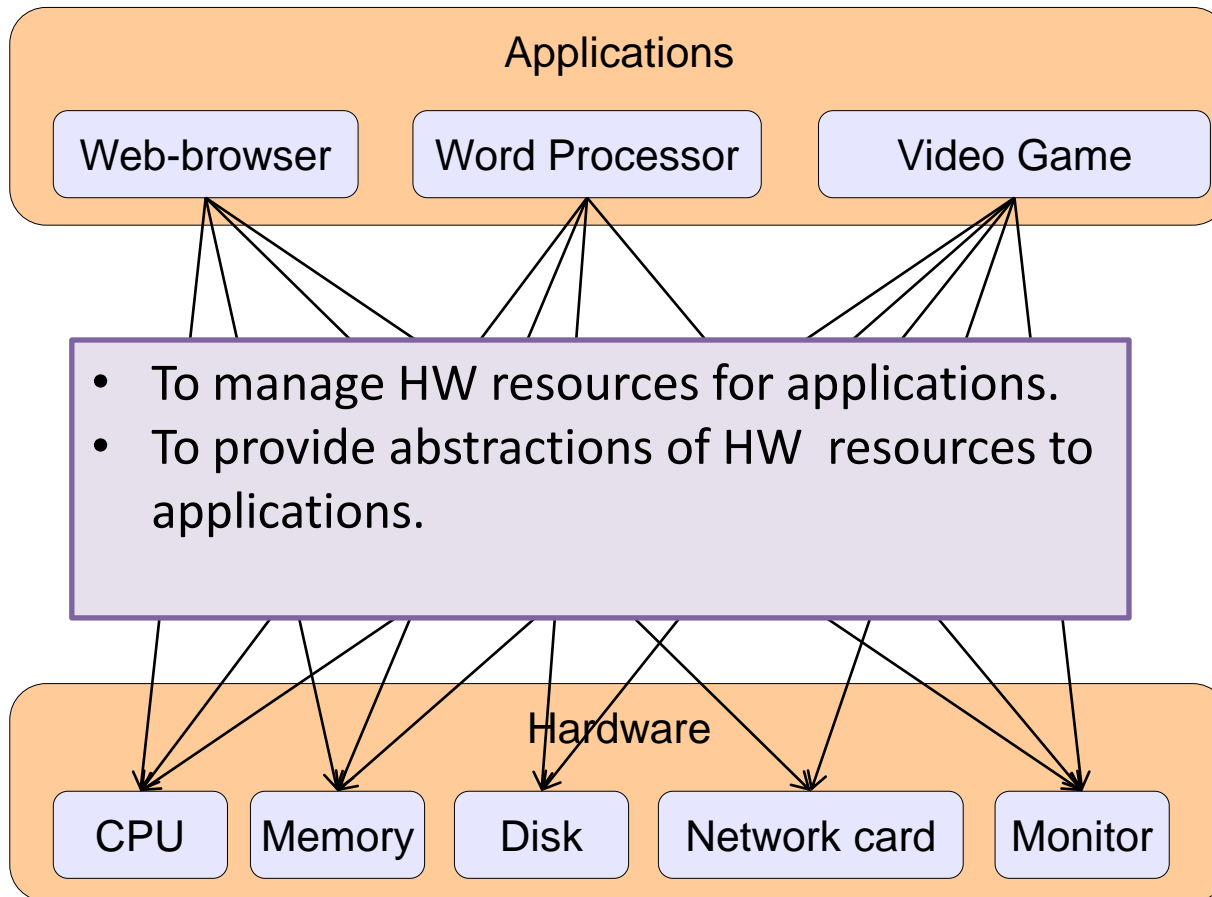 Applications
Web-browser
Word Processor
Video Game
• To manage HW resources for applications.
• To provide abstractions of HW resources to
applications.
Hardware
CPU
Memory
Disk
Network card
Monitor